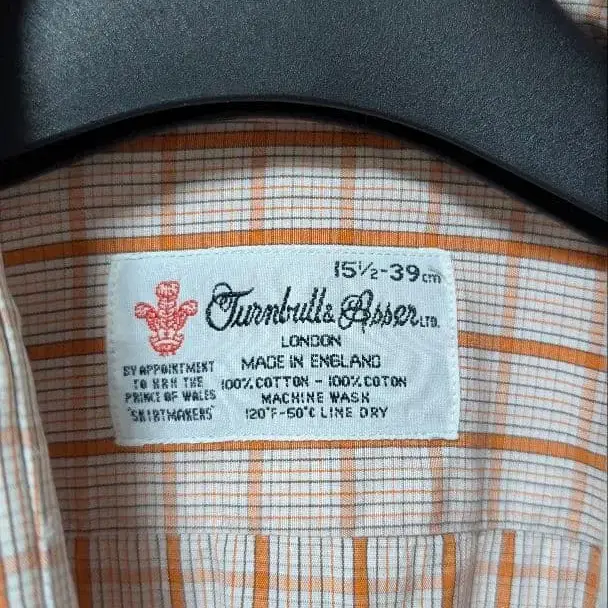 15½-39cm
Turnbull & Asser LTD.
LONDON
MADE IN ENGLAND
100% COTTON - 100% COTON
MACHINE WASH
120°F-50°C LINE DRY
BY APPOINTMENT
TO HRH THE
PRINCE OF WALES
"SHIRTMAKERS"